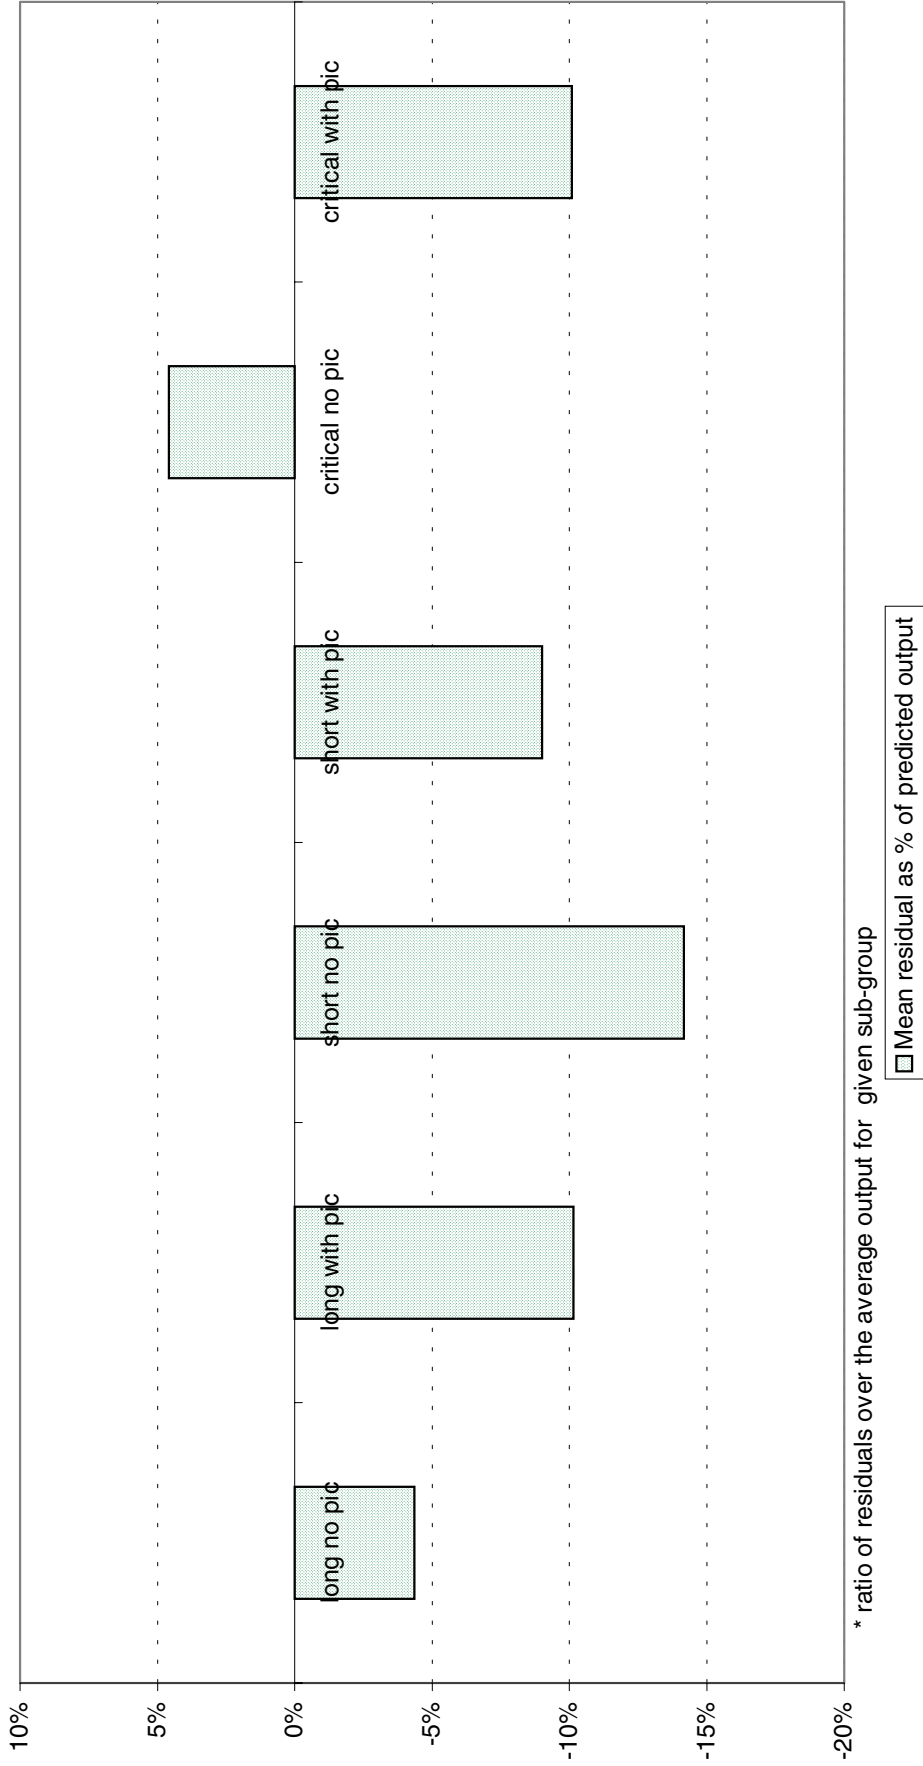 10%
5%
0%
-5%
-10%
-15%
-20%
long no pic
long with pic
short no pic
short with pic
critical no pic
critical with pic
* ratio of residuals over the average output for  given sub-group
Mean residual as % of predicted output